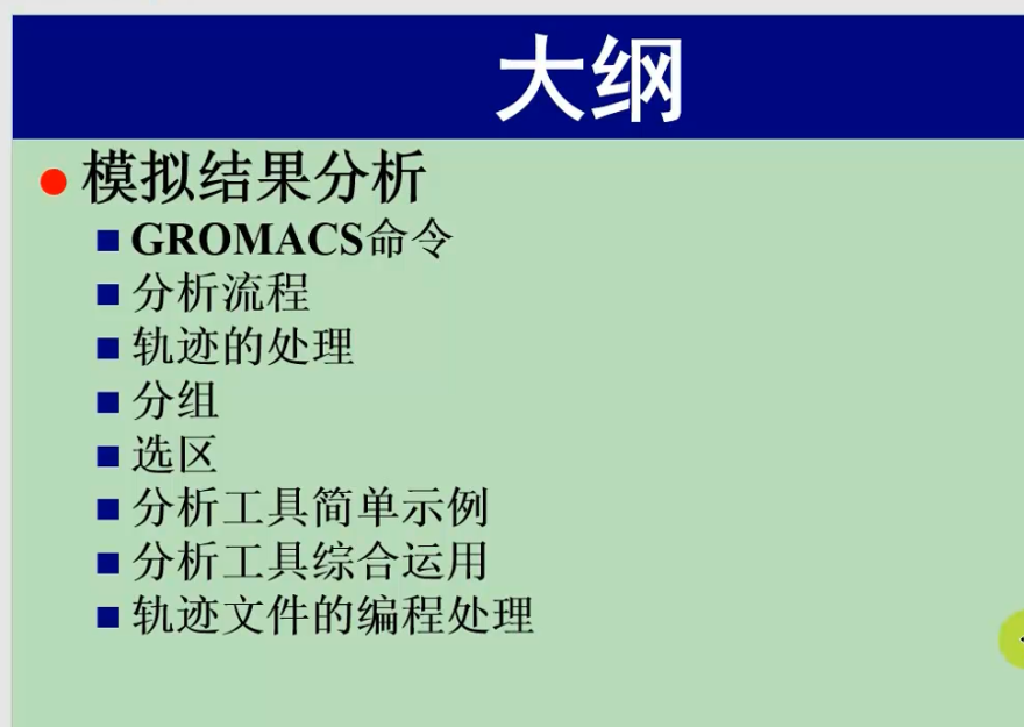 大纲
模拟结果分析
GROMACS命令
分析流程
轨迹的处理
分组
选区
分析工具简单示例
分析工具综合运用
轨迹文件的编程处理